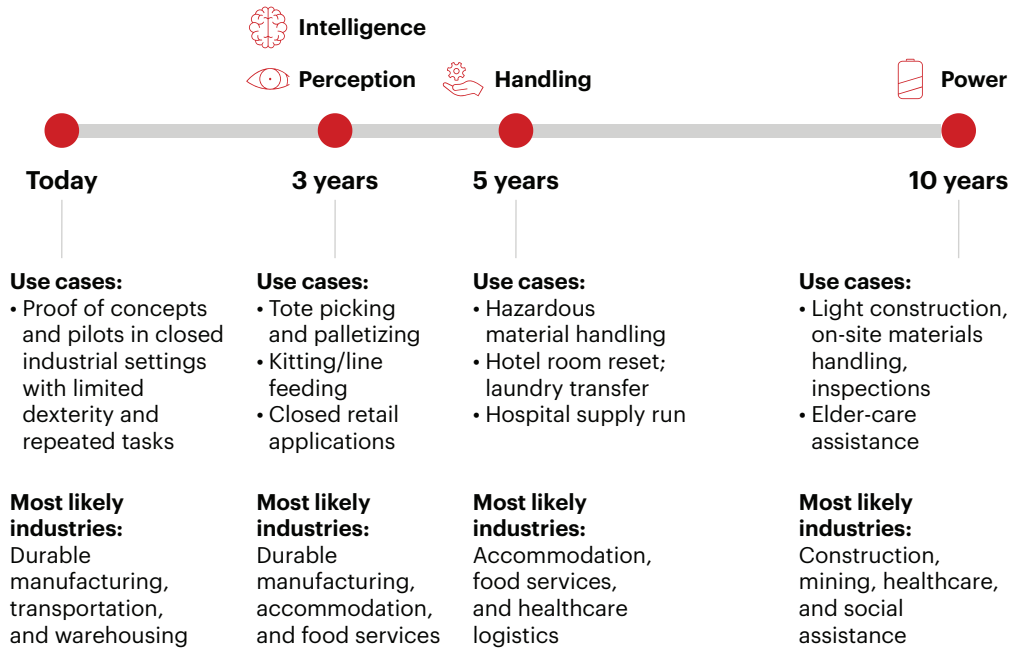 Intelligence
Perception
Handling
Power
Today
3 years
5 years
10 years
Use cases:
• Proof of concepts
and pilots in closed
industrial settings
with limited
dexterity and
repeated tasks
Most likely
industries:
Durable
manufacturing,
transportation,
and warehousing
Use cases:
• Tote picking
and palletizing
• Kitting/line
feeding
• Closed retail
applications
Most likely
industries:
Durable
manufacturing,
accommodation,
and food services
Use cases:
• Hazardous
material handling
• Hotel room reset;
laundry transfer
• Hospital supply run
Most likely
industries:
Accommodation,
food services,
and healthcare
logistics
Use cases:
• Light construction,
on-site materials
handling,
inspections
• Elder-care
assistance
Most likely
industries:
Construction,
mining, healthcare,
and social
assistance